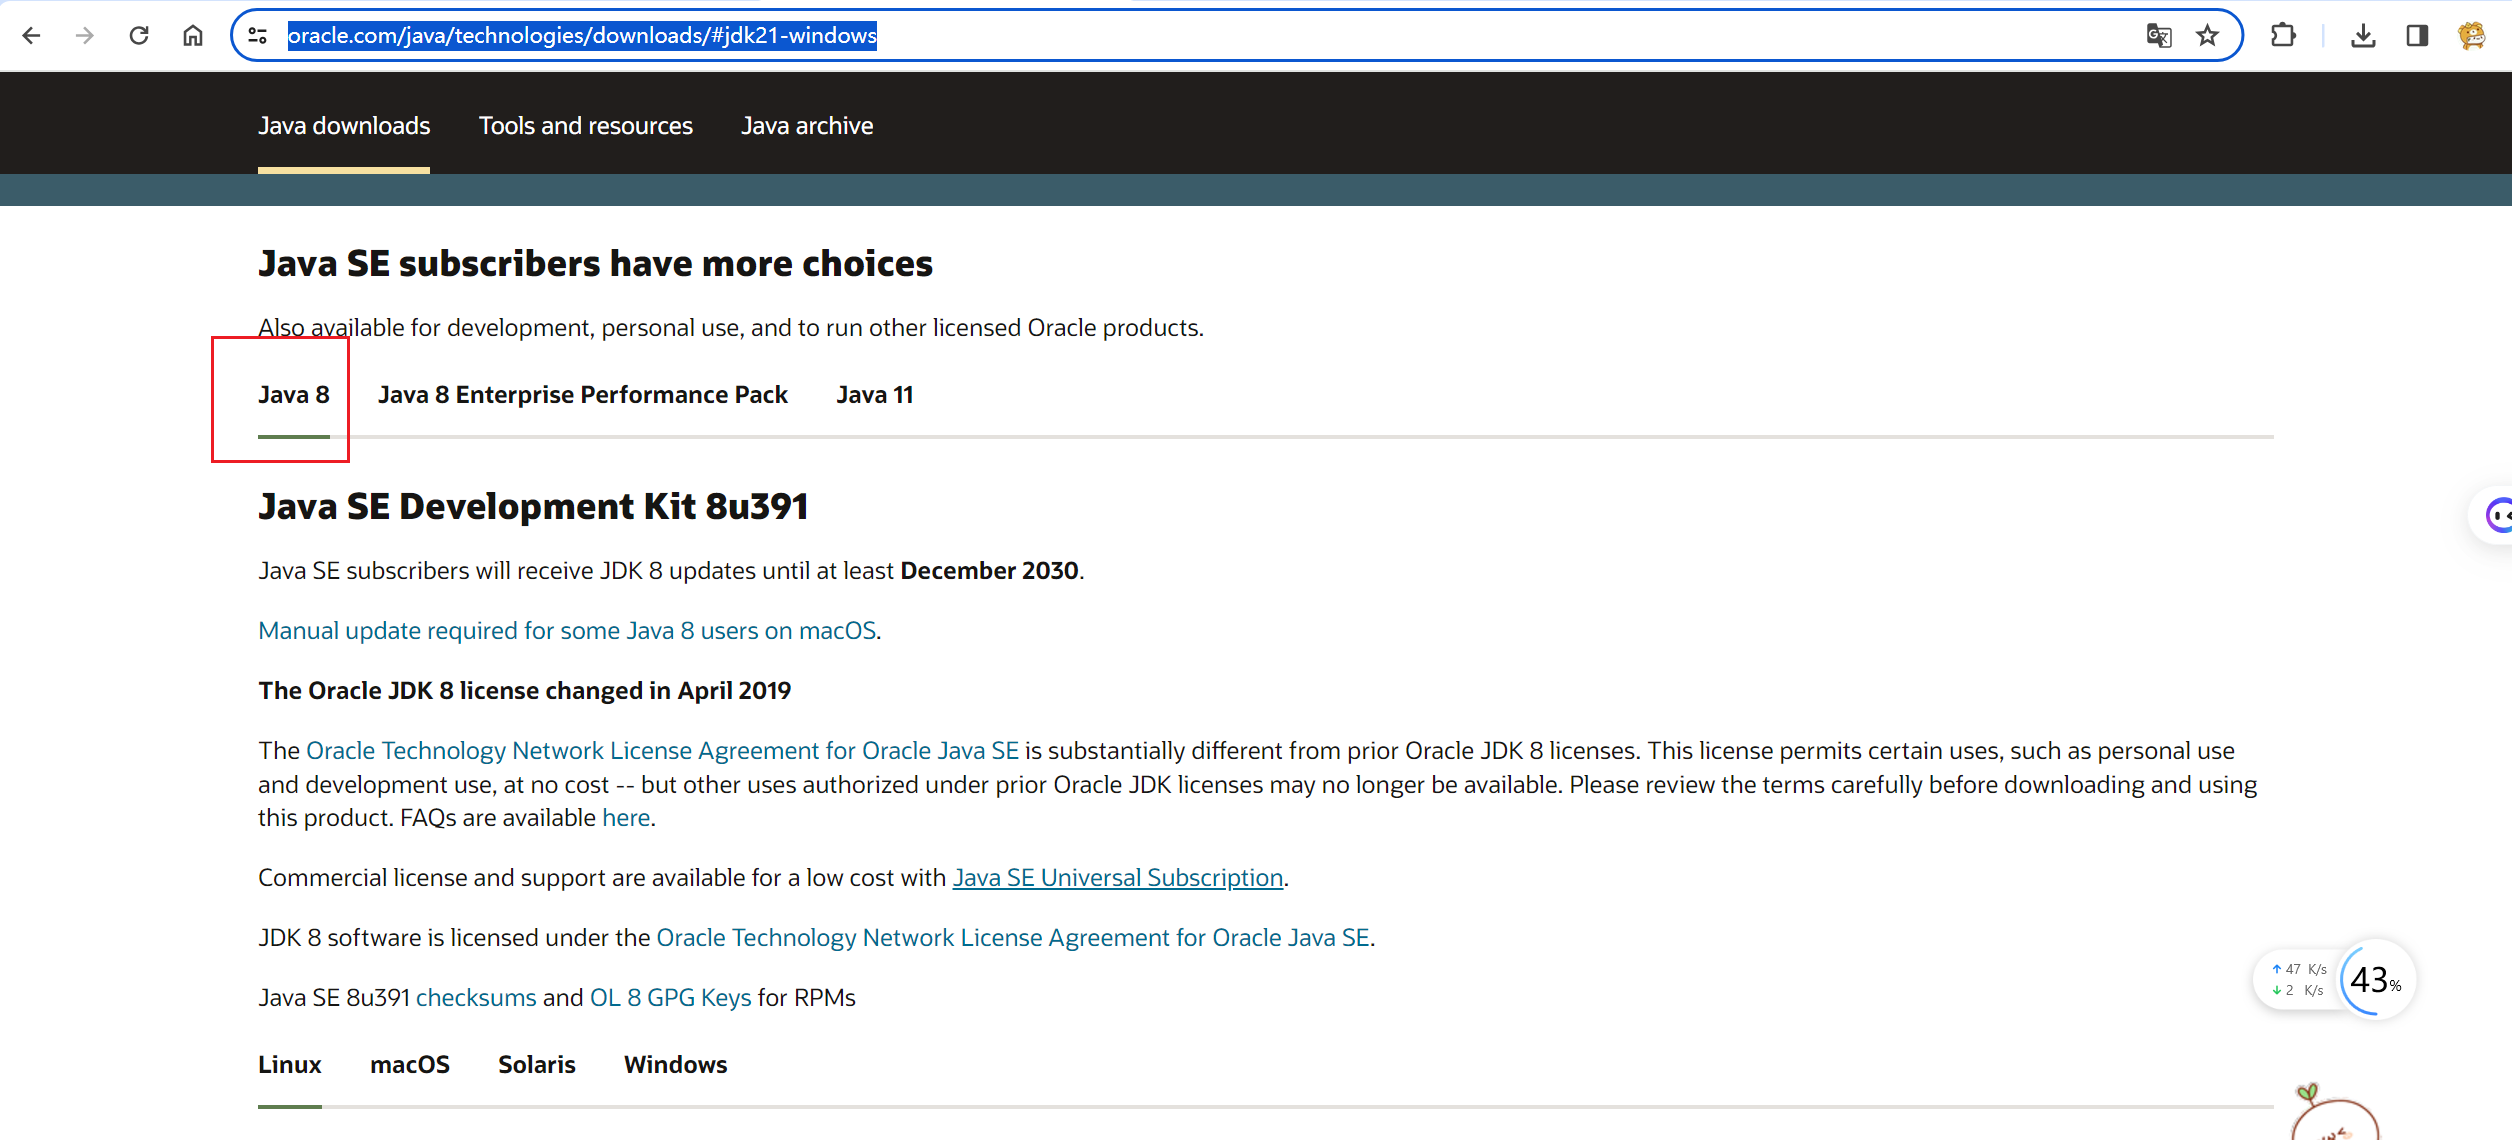 oracle.com/java/technologies/downloads/#jdk21-windows
Java downloads Tools and resources Java archive
Java SE subscribers have more choices
Also available for development, personal use, and to run other licensed Oracle products.
Java 8 Java 8 Enterprise Performance Pack Java 11
Java SE Development Kit 8u391
Java SE subscribers will receive JDK 8 updates until at least December 2030.
Manual update required for some Java 8 users on macOS.
The Oracle JDK 8 license changed in April 2019
The Oracle Technology Network License Agreement for Oracle Java SE is substantially different from prior Oracle JDK 8 licenses. This license permits certain uses, such as personal use
and development use, at no cost -- but other uses authorized under prior Oracle JDK licenses may no longer be available. Please review the terms carefully before downloading and using
this product. FAQs are available here.
Commercial license and support are available for a low cost with Java SE Universal Subscription.
JDK 8 software is licensed under the Oracle Technology Network License Agreement for Oracle Java SE.
↑ 47 K/s
↓ 2 K/s
43%
Java SE 8u391 checksums and OL 8 GPG Keys for RPMs
Linux macOS Solaris Windows